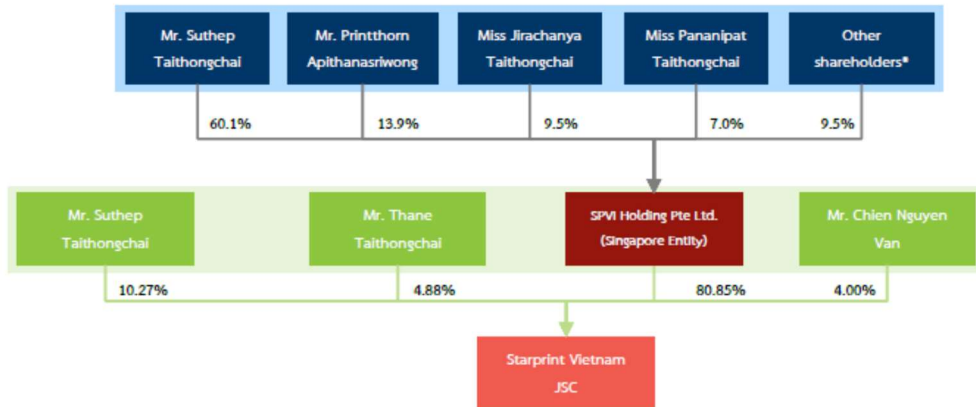 Mr. Suthep
Taithongchai
Mr. Printthorn
Apithanasriwong
Miss Jirachanya
Taithongchai
Miss Pananipat
Taithongchai
Other
shareholders*
60.1%
13.9%
9.5%
7.0%
9.5%
Mr. Suthep
Taithongchai
Mr. Thane
Taithongchai
SPVI Holding Pte Ltd.
(Singapore Entity)
Mr. Chien Nguyen
Van
10.27%
4.88%
80.85%
4.00%
Starprint Vietnam
JSC